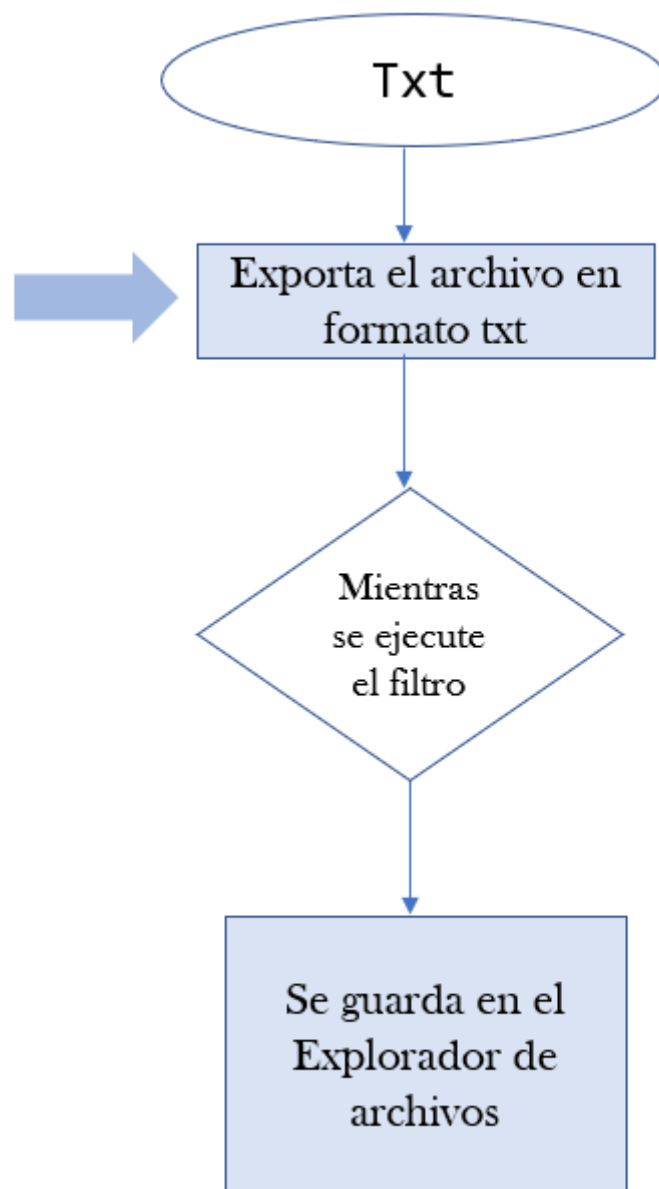 Txt
Exporta el archivo en
formato txt
Mientras
se ejecute
el filtro
Se guarda en el
Explorador de
archivos